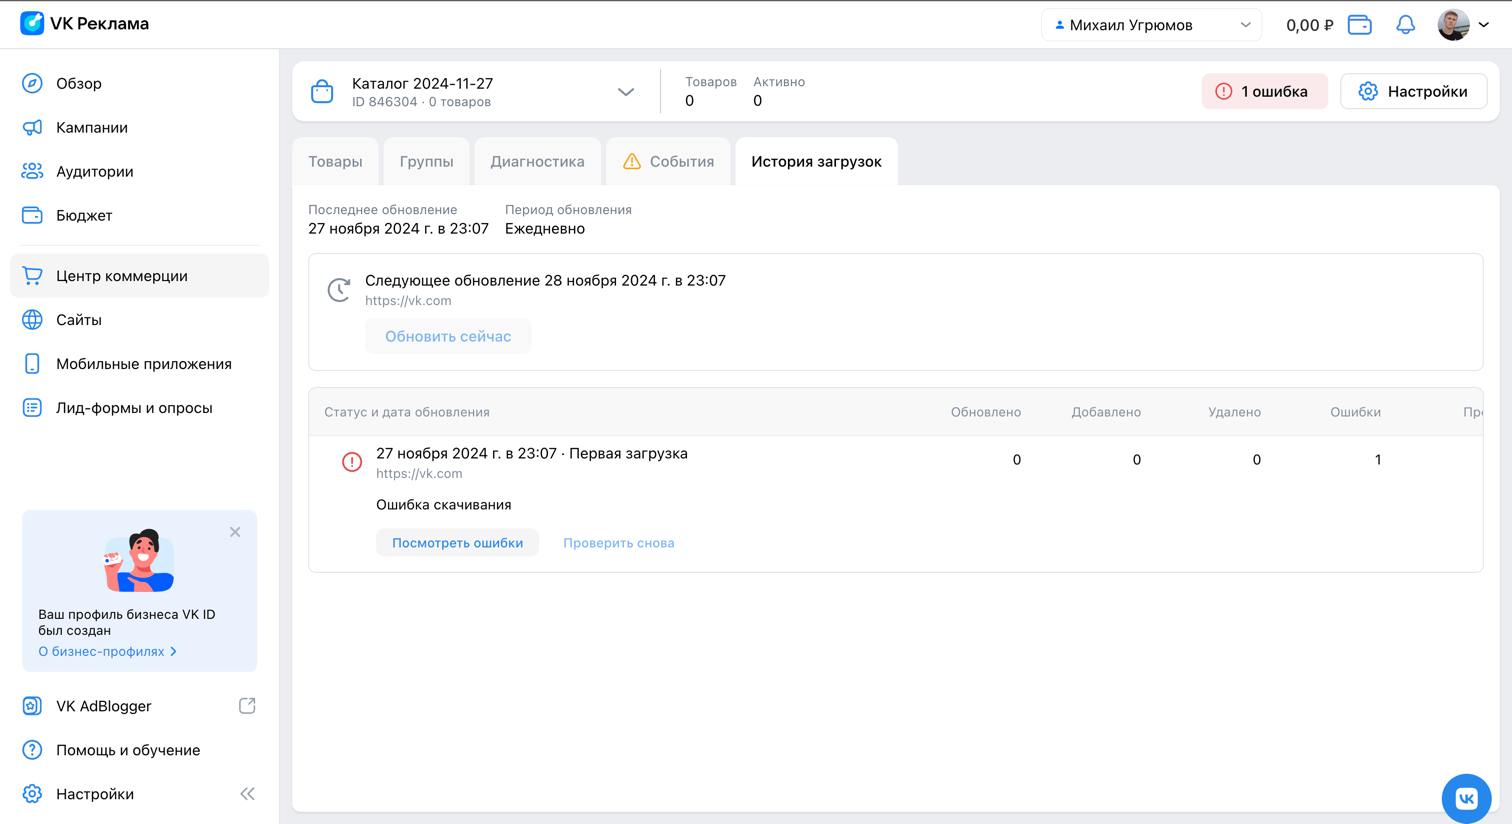 VK Реклама
Михаил Угрюмов
0,00 ₽
Обзор
Кампании
Аудитории
Бюджет
Центр коммерции
Сайты
Мобильные приложения
Лид-формы и опросы
Ваш профиль бизнеса VK ID
был создан
О бизнес-профилях
VK AdBlogger
Помощь и обучение
Настройки
Каталог 2024-11-27
ID 846304 · 0 товаров
Товаров
0
Активно
0
1 ошибка
Настройки
Товары
Группы
Диагностика
События
История загрузок
Последнее обновление
27 ноября 2024 г. в 23:07
Период обновления
Ежедневно
Следующее обновление 28 ноября 2024 г. в 23:07
https://vk.com
Обновить сейчас
Статус и дата обновления Обновлено Добавлено Удалено Ошибки
27 ноября 2024 г. в 23:07 · Первая загрузка 0 0 0 1
https://vk.com
Ошибка скачивания
Посмотреть ошибки Проверить снова